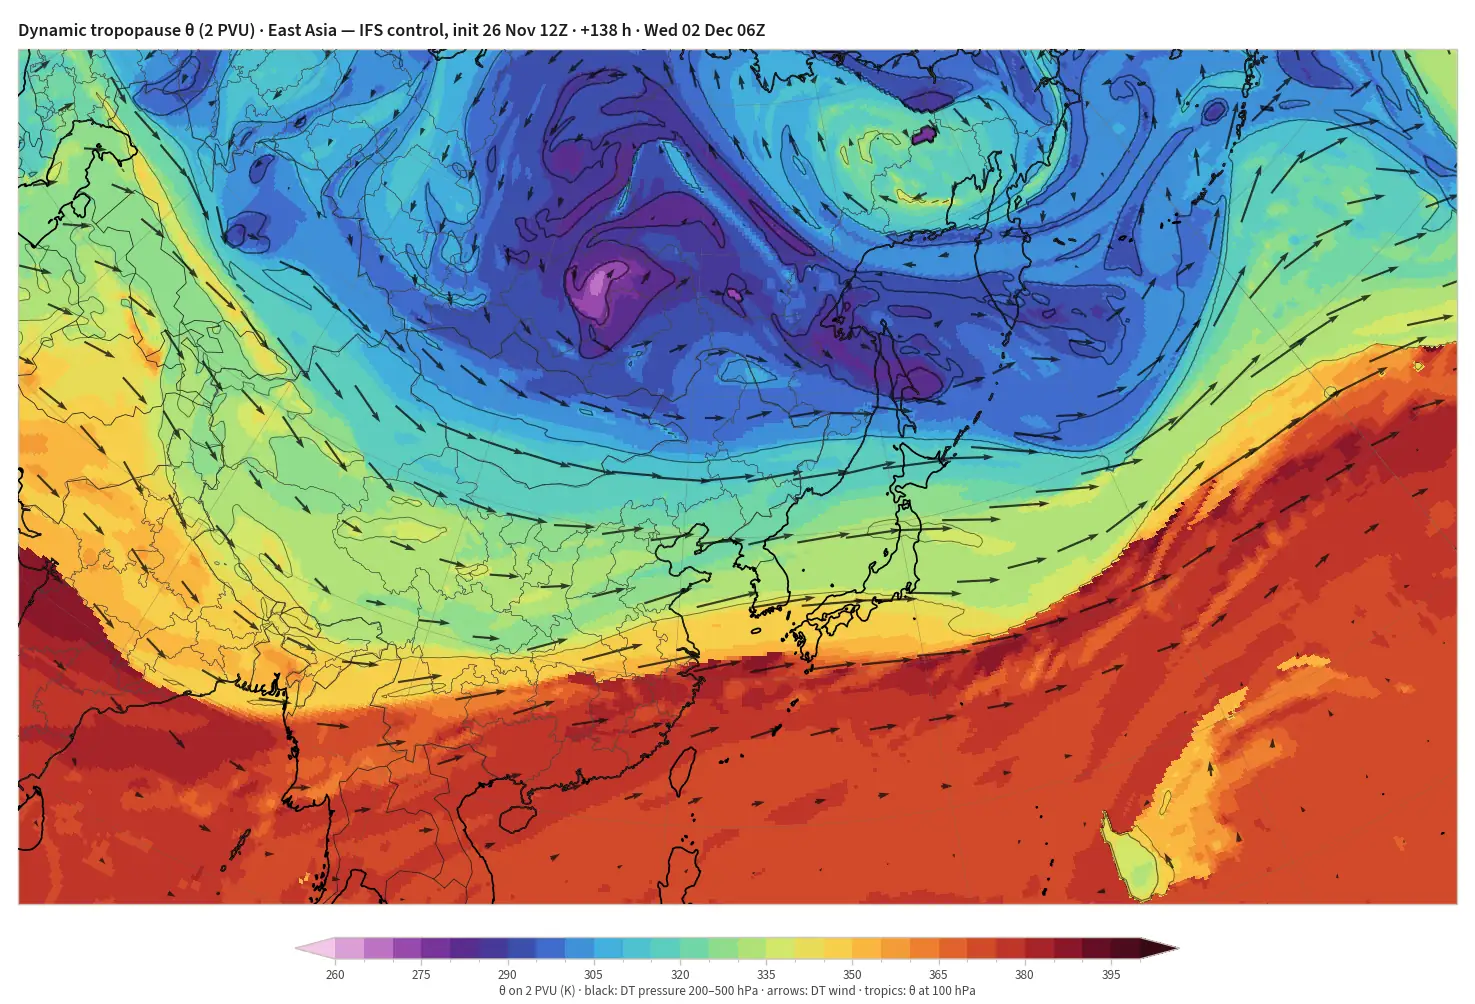 Dynamic tropopause θ (2 PVU) · East Asia — IFS control, init 26 Nov 12Z · +138 h · Wed 02 Dec 06Z
260 275 290 305 320 335 350 365 380 395
θ on 2 PVU (K) · black: DT pressure 200–500 hPa · arrows: DT wind · tropics: θ at 100 hPa